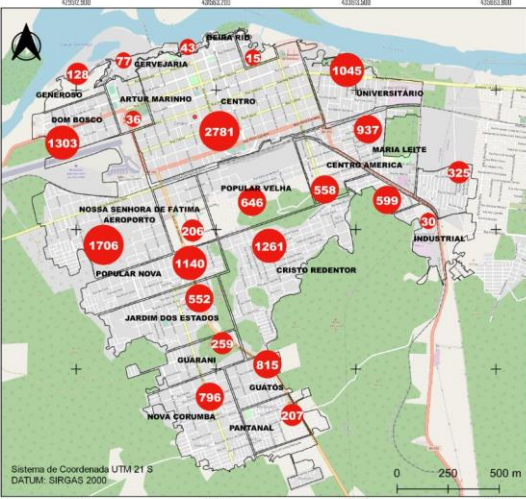 43
BEIRA RIO
15
77
CERVEJARIA
128
1045
GENEROSO
ARTUR MARINHO
CENTRO
UNIVERSITÁRIO
DOM BOSCO
36
1303
2781
937
MARIA LEITE
CENTRO AMERICA
325
POPULAR VELHA
558
599
646
NOSSA SENHORA DE FÁTIMA
AEROPORTO
206
30
INDUSTRIAL
1706
1261
1140
POPULAR NOVA
CRISTO REDENTOR
552
JARDIM DOS ESTADOS
259
GUARANI
815
GUATÓS
796
NOVA CORUMBA
207
PANTANAL
Sistema de Coordenada UTM 21 S
DATUM: SIRGAS 2000
0 250 500 m